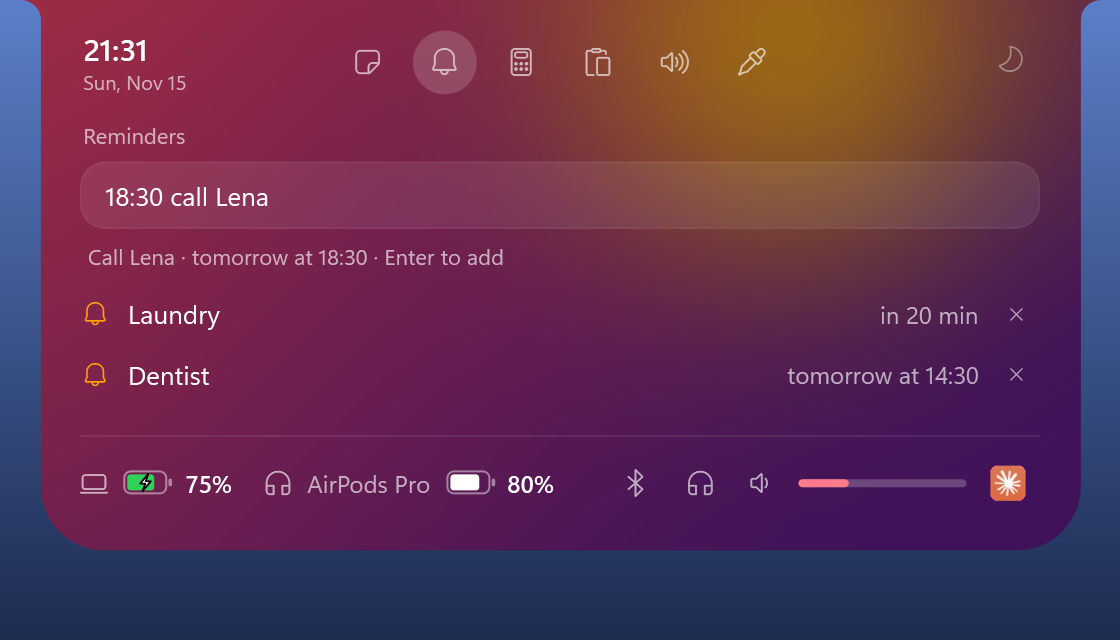 21:31
Sun, Nov 15
Reminders
18:30 call Lena
Call Lena · tomorrow at 18:30 · Enter to add
Laundry in 20 min
Dentist tomorrow at 14:30
75% AirPods Pro 80%